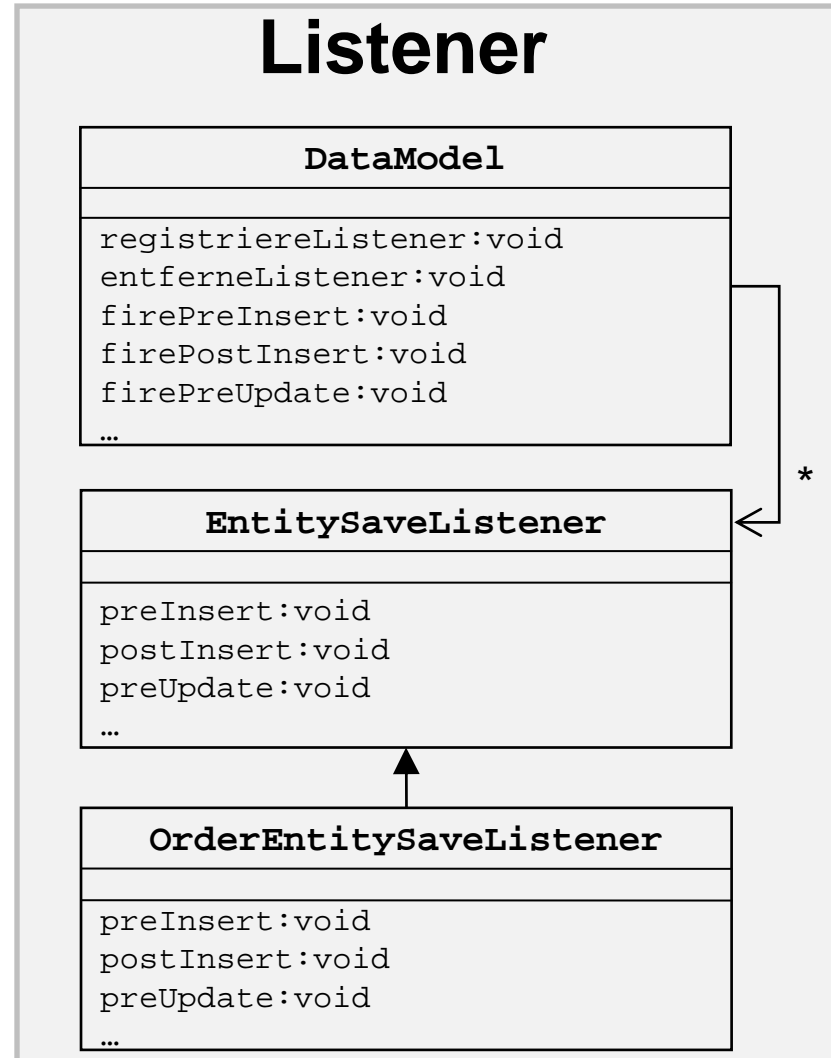 Listener
DataModel
registriereListener:void
entferneListener:void
firePreInsert:void
firePostInsert:void
firePreUpdate:void
…
*
EntitySaveListener
preInsert:void
postInsert:void
preUpdate:void
…
OrderEntitySaveListener
preInsert:void
postInsert:void
preUpdate:void
…